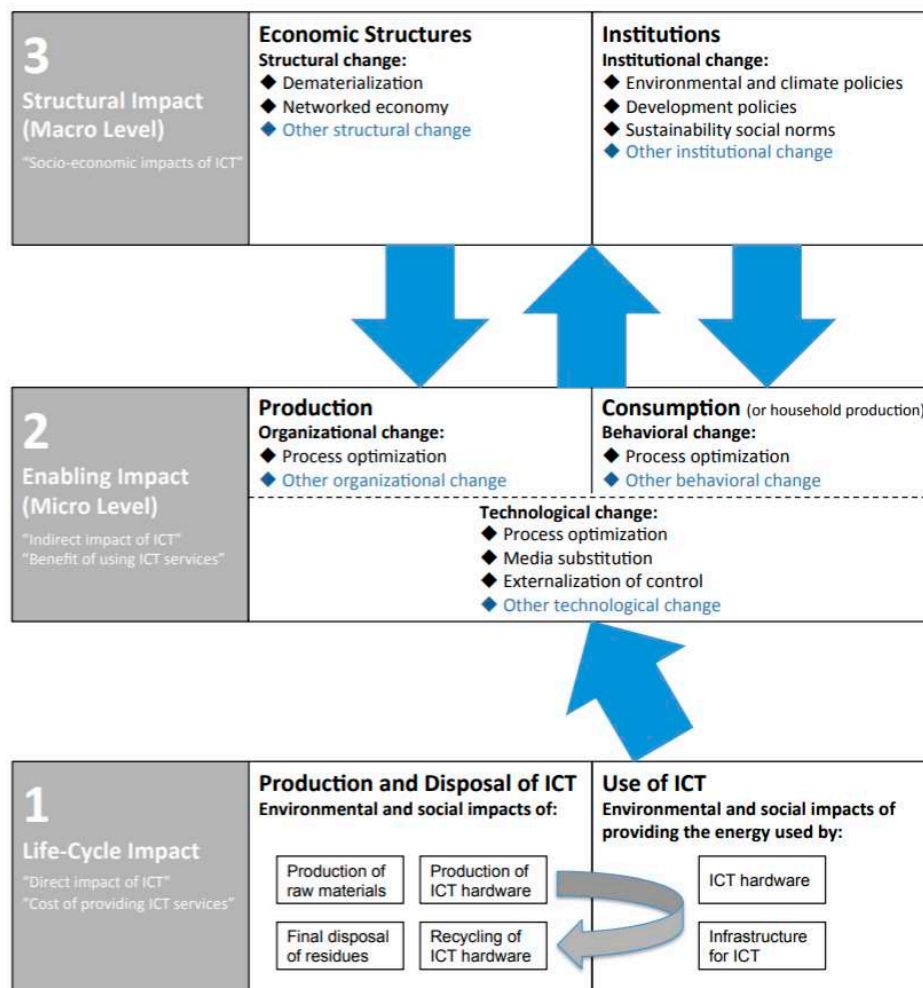 3
Structural Impact
(Macro Level)
"Socio-economic impacts of ICT"
Economic Structures
Structural change:
◆ Dematerialization
◆ Networked economy
◆ Other structural change
Institutions
Institutional change:
◆ Environmental and climate policies
◆ Development policies
◆ Sustainability social norms
◆ Other institutional change
2
Enabling Impact
(Micro Level)
"Indirect impact of ICT"
"Benefit of using ICT services"
Production
Organizational change:
◆ Process optimization
◆ Other organizational change
Consumption (or household production)
Behavioral change:
◆ Process optimization
◆ Other behavioral change
Technological change:
◆ Process optimization
◆ Media substitution
◆ Externalization of control
◆ Other technological change
1
Life-Cycle Impact
"Direct impact of ICT"
"Cost of providing ICT services"
Production and Disposal of ICT
Environmental and social impacts of:
Production of
raw materials
Production of
ICT hardware
Final disposal
of residues
Recycling of
ICT hardware
Use of ICT
Environmental and social impacts of
providing the energy used by:
ICT hardware
Infrastructure
for ICT